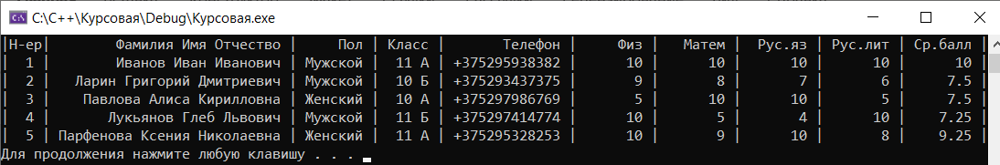 C:\C++\Курсовая\Debug\Курсовая.exe
|Н-ер| Фамилия Имя Отчество | Пол | Класс | Телефон | Физ | Матем | Рус.яз | Рус.лит | Ср.балл |
| 1 | Иванов Иван Иванович | Мужской | 11 А | +375295938382 | 10 | 10 | 10 | 10 | 10 |
| 2 | Ларин Григорий Дмитриевич | Мужской | 10 Б | +375293437375 | 9 | 8 | 7 | 6 | 7.5 |
| 3 | Павлова Алиса Кирилловна | Женский | 10 А | +375297986769 | 5 | 10 | 10 | 5 | 7.5 |
| 4 | Лукьянов Глеб Львович | Мужской | 11 Б | +375297414774 | 10 | 5 | 4 | 10 | 7.25 |
| 5 | Парфенова Ксения Николаевна | Женский | 11 А | +375295328253 | 10 | 9 | 10 | 8 | 9.25 |
Для продолжения нажмите любую клавишу . . .